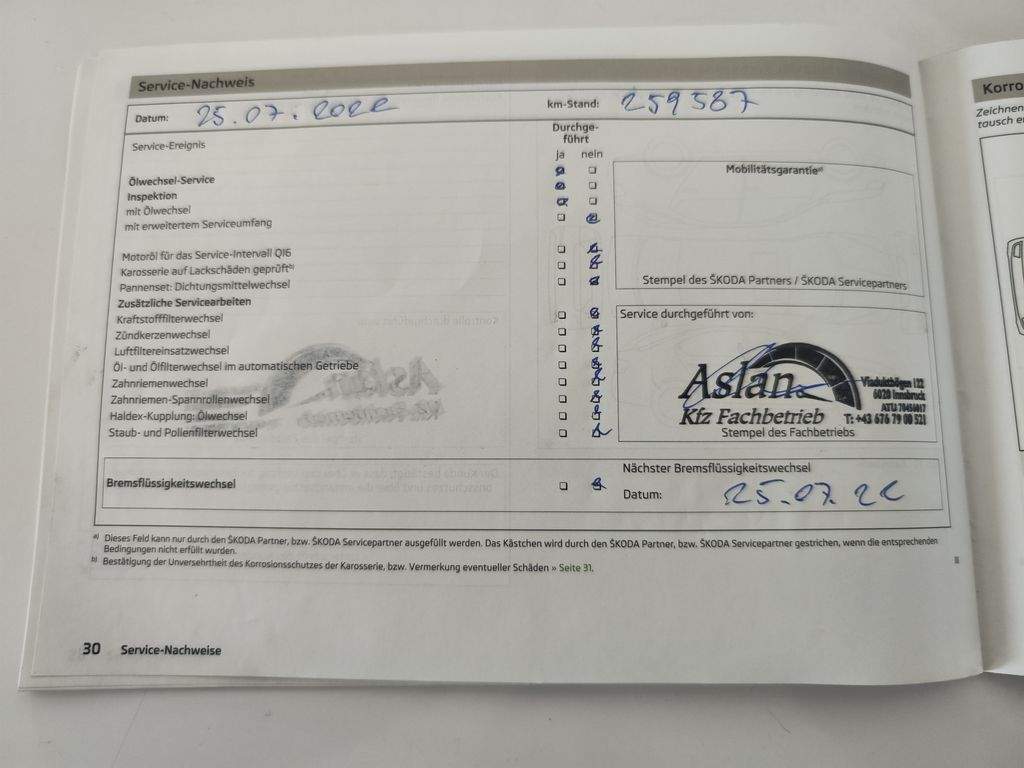 Service-Nachweis
Datum: 25.07.2022 km-Stand: 259587
Service-Ereignis
Durchge-
führt
ja nein
Ölwechsel-Service
Inspektion
mit Ölwechsel
mit erweitertem Serviceumfang
Motoröl für das Service-Intervall QI6
Karosserie auf Lackschäden geprüft b)
Pannenset: Dichtungsmittelwechsel
Zusätzliche Servicearbeiten
Kraftstofffilterwechsel
Zündkerzenwechsel
Luftfiltereinsatzwechsel
Öl- und Ölfilterwechsel im automatischen Getriebe
Zahnriemenwechsel
Zahnriemen-Spannrollenwechsel
Haldex-Kupplung: Ölwechsel
Staub- und Pollenfilterwechsel
Mobilitätsgarantie a)
Stempel des ŠKODA Partners / ŠKODA Servicepartners
Service durchgeführt von:
Aslan
Kfz Fachbetrieb
Viaduktbögen 122
6020 Innsbruck
T: +43 676 79 00 521
Stempel des Fachbetriebs
Bremsflüssigkeitswechsel
Nächster Bremsflüssigkeitswechsel
Datum: 25.07.22
a) Dieses Feld kann nur durch den ŠKODA Partner, bzw. ŠKODA Servicepartner ausgefüllt werden. Das Kästchen wird durch den ŠKODA Partner, bzw. ŠKODA Servicepartner gestrichen, wenn die entsprechenden
Bedingungen nicht erfüllt wurden.
b) Bestätigung der Unversehrtheit des Korrosionsschutzes der Karosserie, bzw. Vermerkung eventueller Schäden » Seite 31.
30 Service-Nachweise
Korro
Zeichnen
tausch er